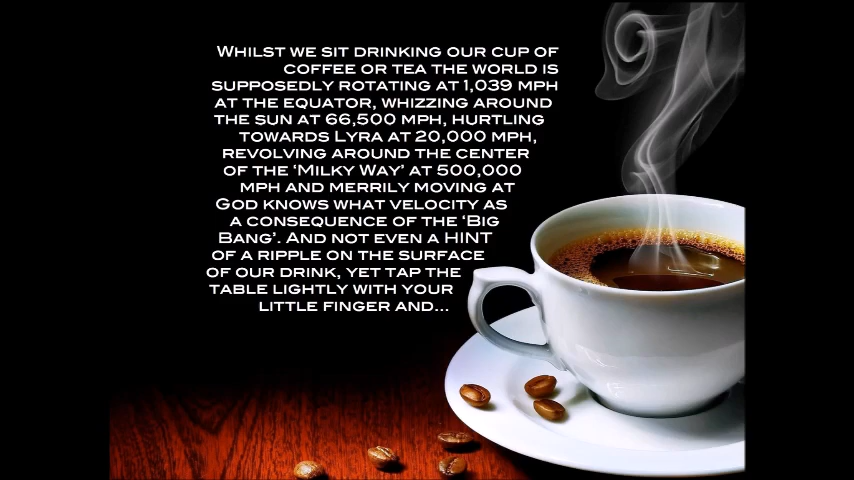 Whilst we sit drinking our cup of
coffee or tea the world is
supposedly rotating at 1,039 mph
at the equator, whizzing around
the sun at 66,500 mph, hurtling
towards Lyra at 20,000 mph,
revolving around the center
of the ‘Milky Way’ at 500,000
mph and merrily moving at
God knows what velocity as
a consequence of the ‘Big
Bang’. And not even a HINT
of a ripple on the surface
of our drink, yet tap the
table lightly with your
little finger and...